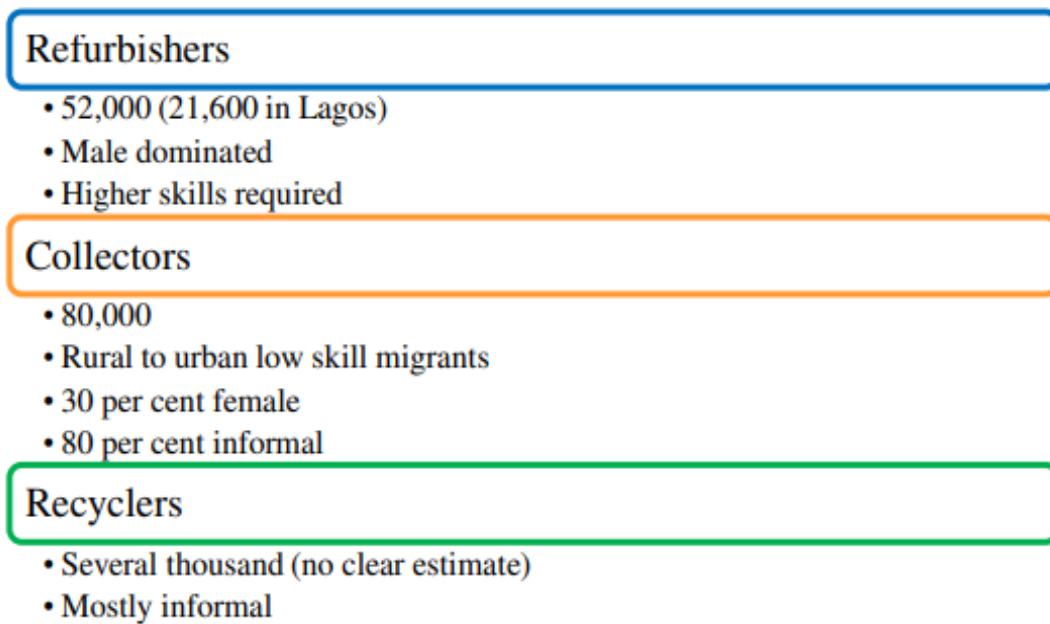 Refurbishers
• 52,000 (21,600 in Lagos)
• Male dominated
• Higher skills required
Collectors
• 80,000
• Rural to urban low skill migrants
• 30 per cent female
• 80 per cent informal
Recyclers
• Several thousand (no clear estimate)
• Mostly informal